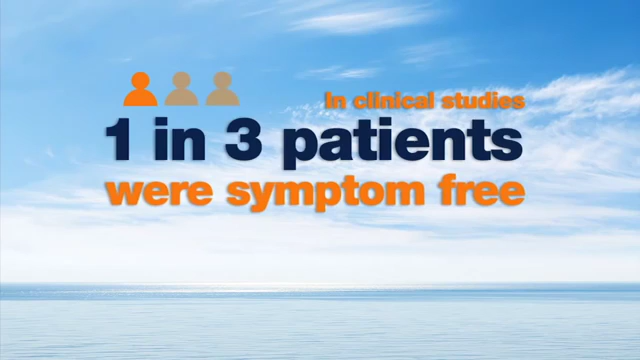 In clinical studies
1 in 3 patients
were symptom free